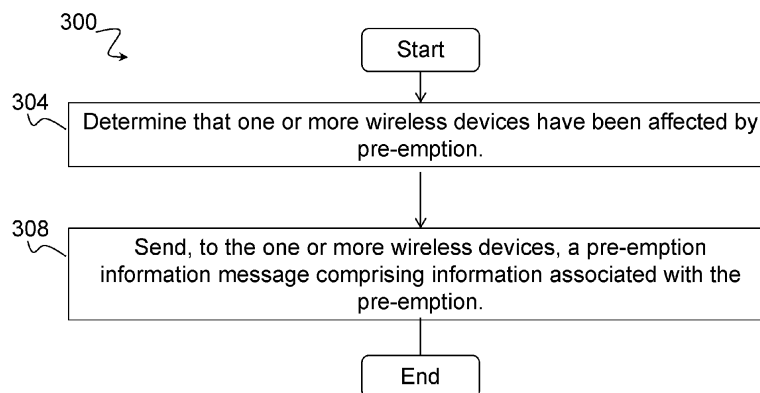 300
Start
304
Determine that one or more wireless devices have been affected by
pre-emption.
308
Send, to the one or more wireless devices, a pre-emption
information message comprising information associated with the
pre-emption.
End